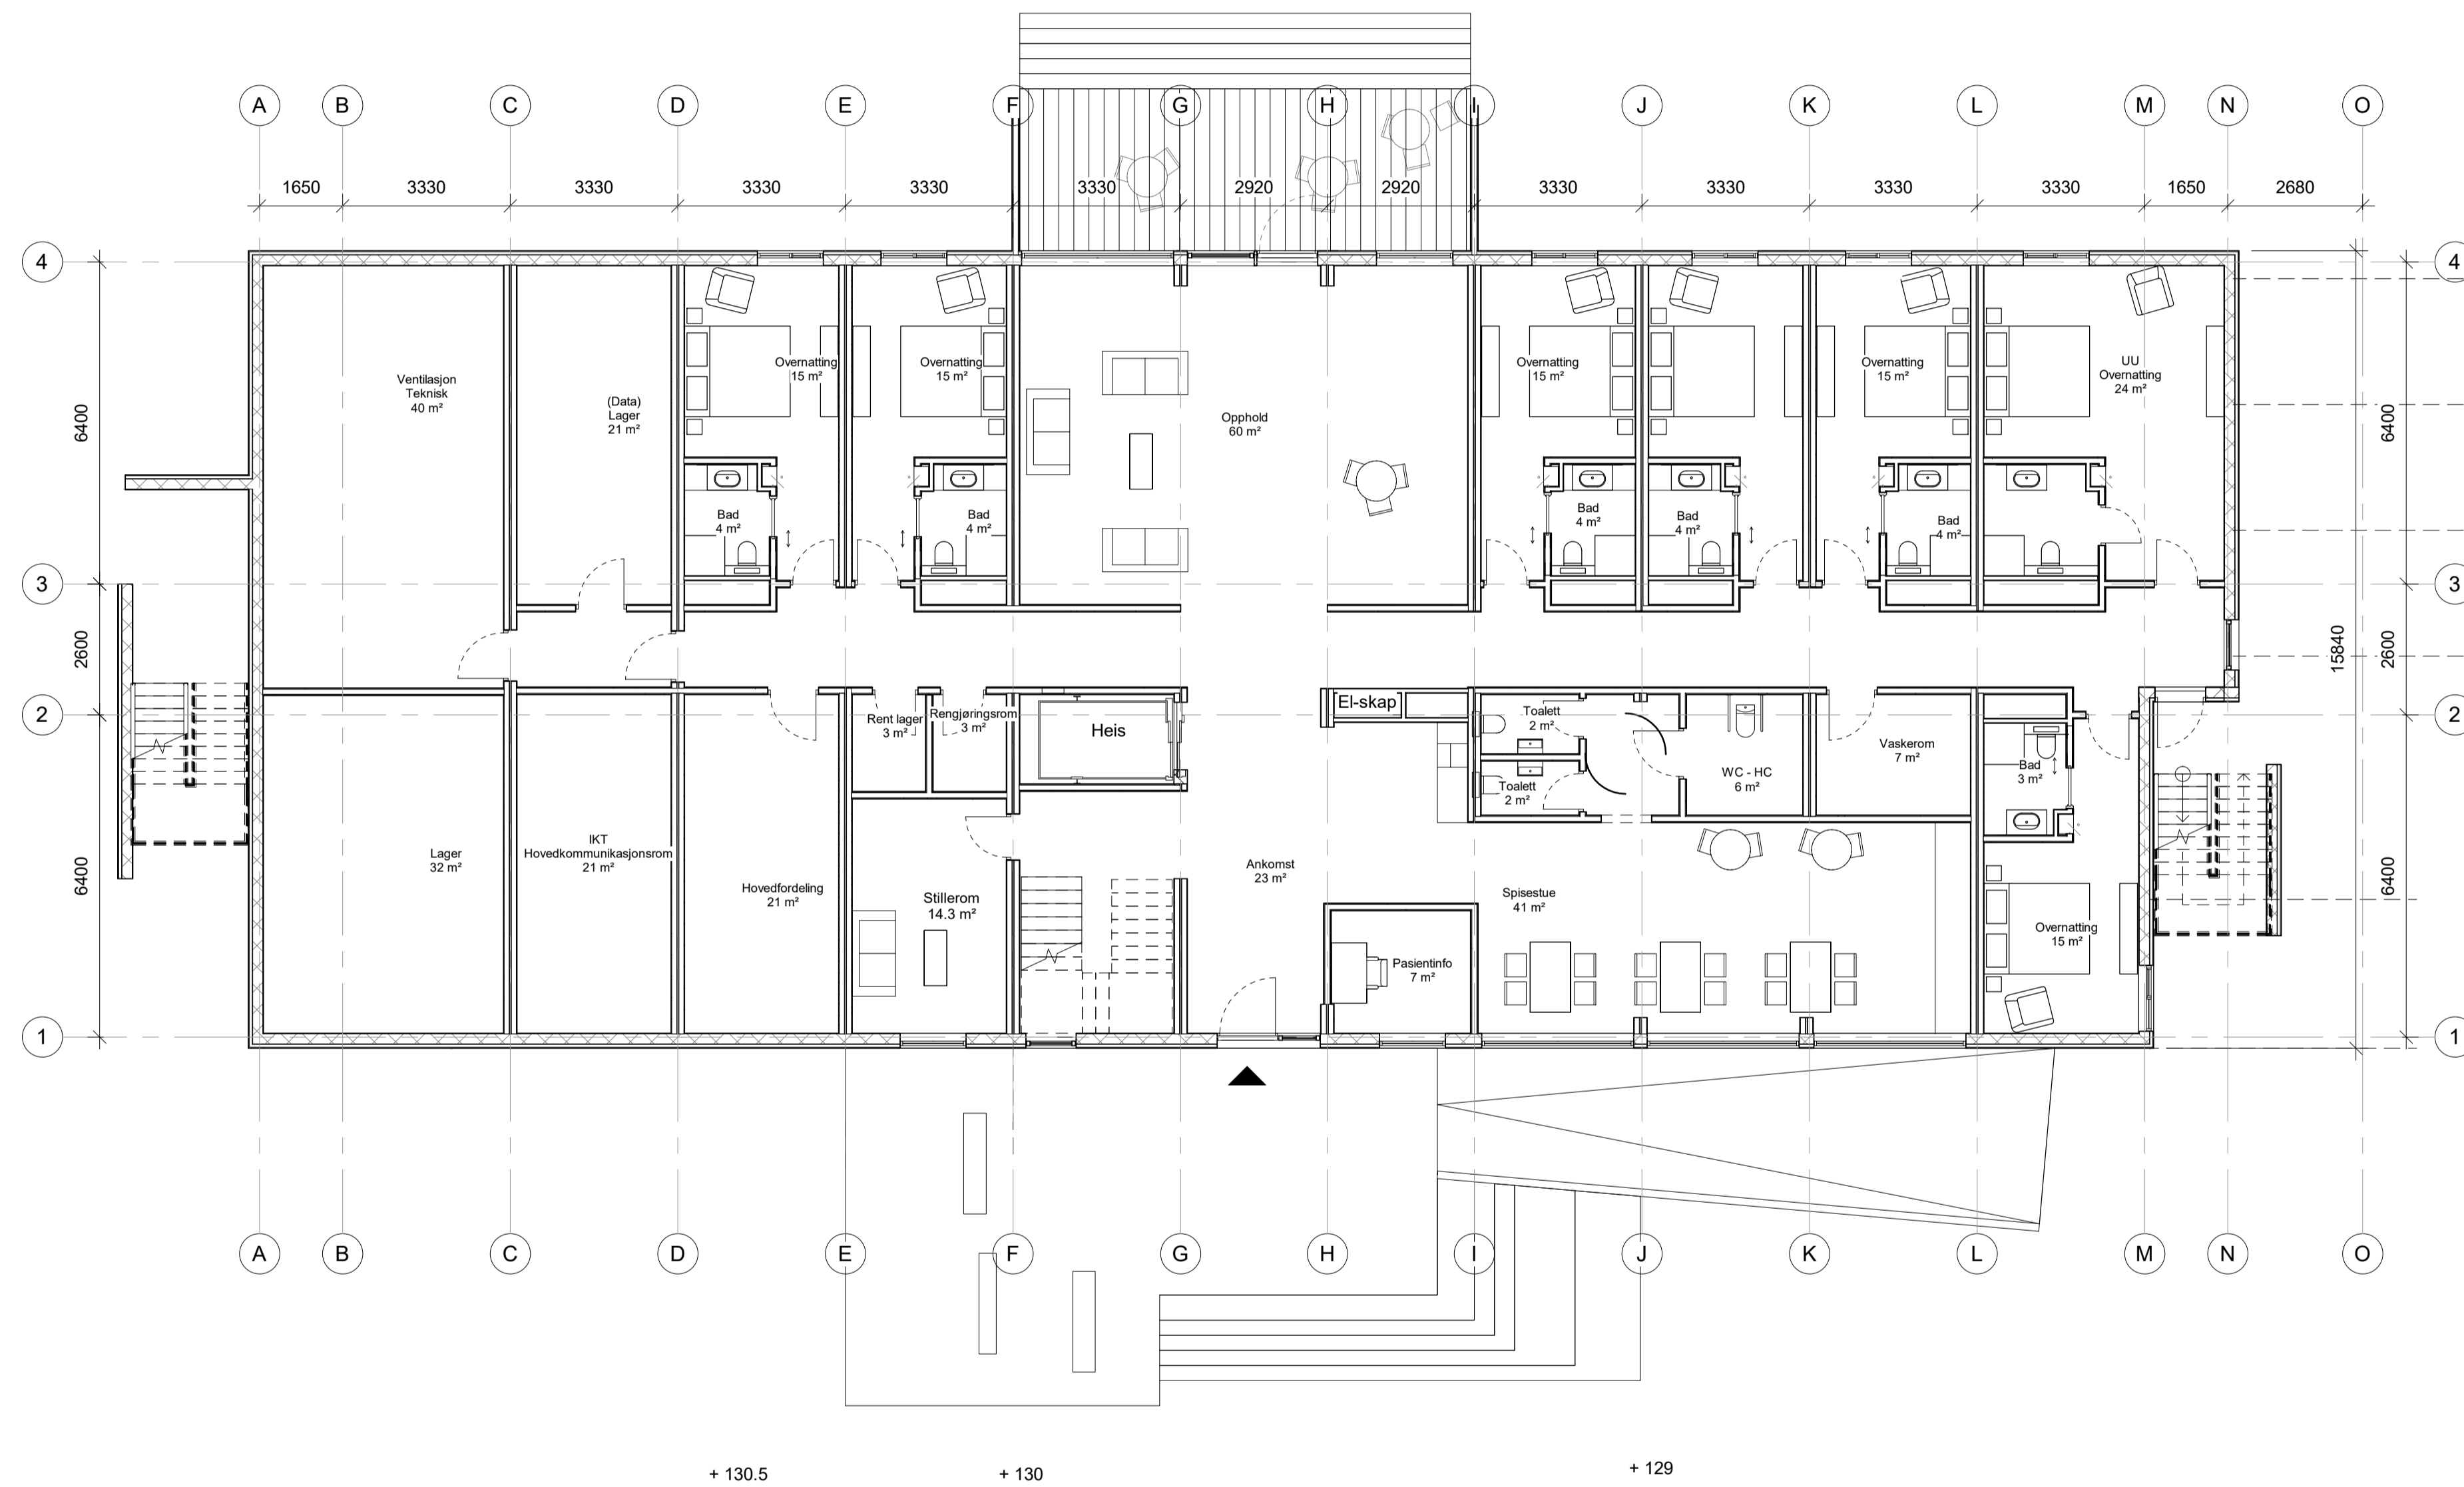 A B C D E F G H I J K L M N O
1650 3330 3330 3330 3330 3330 2920 2920 3330 3330 3330 3330 1650 2680
4 4
6400 6400
Ventilasjon
Teknisk
40 m²
(Data)
Lager
21 m²
Overnatting
15 m²
Overnatting
15 m²
Opphold
60 m²
Overnatting
15 m²
Overnatting
15 m²
UU
Overnatting
24 m²
Bad
4 m²
Bad
4 m²
Bad
4 m²
Bad
4 m²
Bad
4 m²
3 3
2600 2600
15840
2 2
Rent lager
3 m²
Rengjøringsrom
3 m²
Heis
El-skap
Toalett
2 m²
Toalett
2 m²
WC - HC
6 m²
Vaskerom
7 m²
Bad
3 m²
6400 6400
Lager
32 m²
IKT
Hovedkommunikasjonsrom
21 m²
Hovedfordeling
21 m²
Stillerom
14.3 m²
Ankomst
23 m²
Spisestue
41 m²
Pasientinfo
7 m²
Overnatting
15 m²
1 1
A B C D E F G H I J K L M N O
+ 130.5
+ 130
+ 129